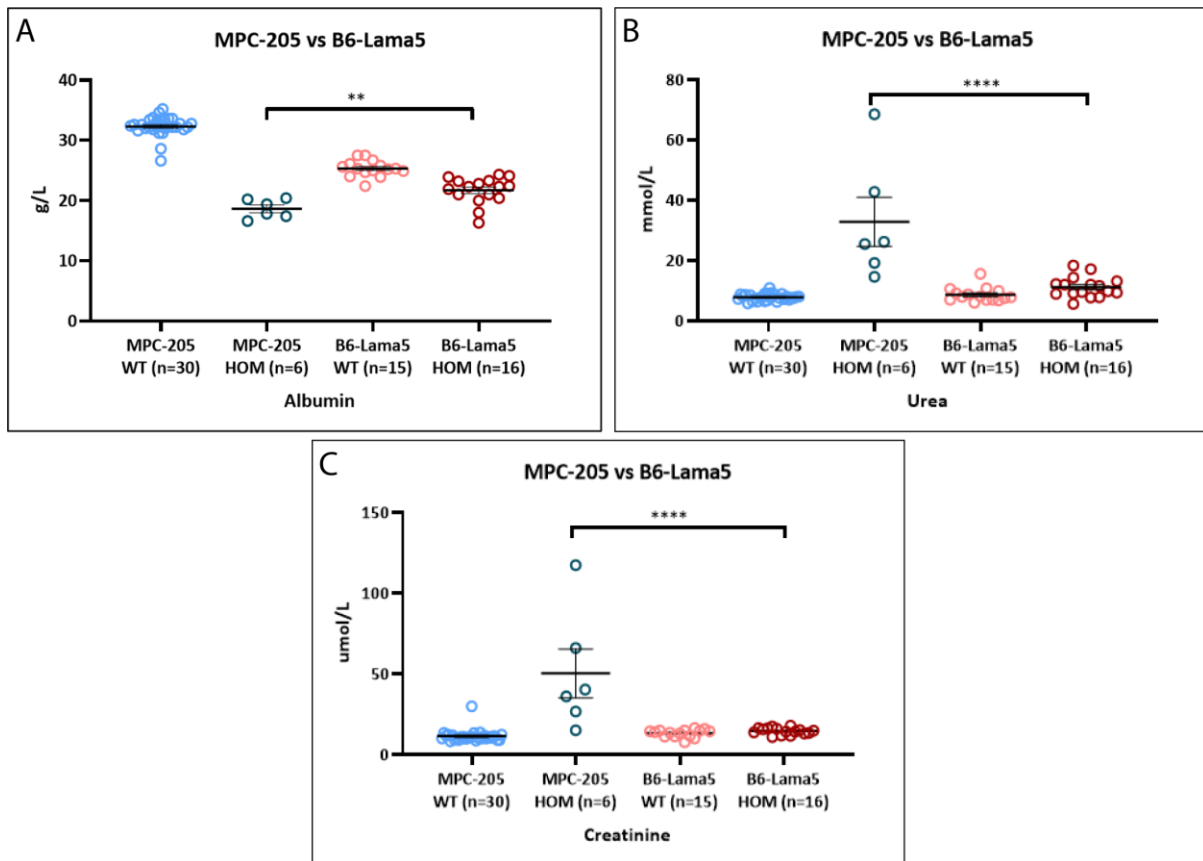 A
MPC-205 vs B6-Lama5
40
30
20
10
0
g/L
**
MPC-205 MPC-205 B6-Lama5 B6-Lama5
WT (n=30) HOM (n=6) WT (n=15) HOM (n=16)
Albumin
B
MPC-205 vs B6-Lama5
80
60
40
20
0
mmol/L
****
MPC-205 MPC-205 B6-Lama5 B6-Lama5
WT (n=30) HOM (n=6) WT (n=15) HOM (n=16)
Urea
C
MPC-205 vs B6-Lama5
150
100
50
0
umol/L
****
MPC-205 MPC-205 B6-Lama5 B6-Lama5
WT (n=30) HOM (n=6) WT (n=15) HOM (n=16)
Creatinine